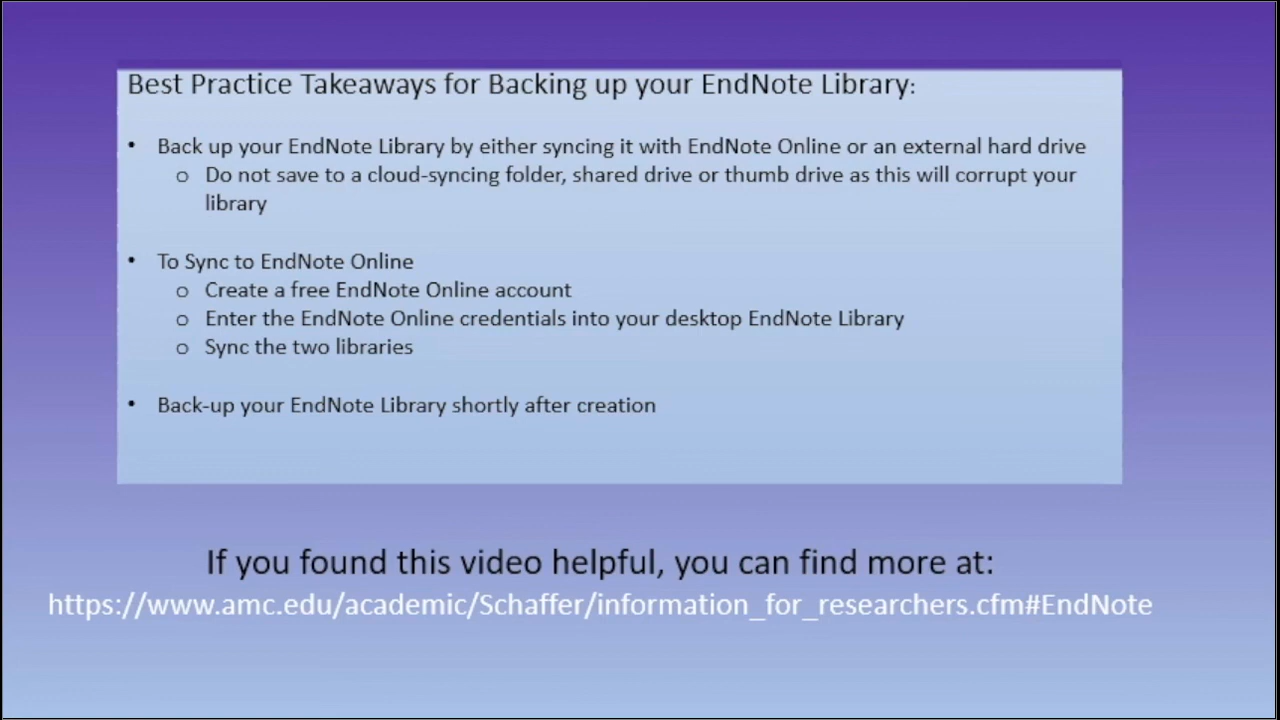 Best Practice Takeaways for Backing up your EndNote Library:
• Back up your EndNote Library by either syncing it with EndNote Online or an external hard drive
o Do not save to a cloud-syncing folder, shared drive or thumb drive as this will corrupt your
library
• To Sync to EndNote Online
o Create a free EndNote Online account
o Enter the EndNote Online credentials into your desktop EndNote Library
o Sync the two libraries
• Back-up your EndNote Library shortly after creation
If you found this video helpful, you can find more at:
https://www.amc.edu/academic/Schaffer/information_for_researchers.cfm#EndNote